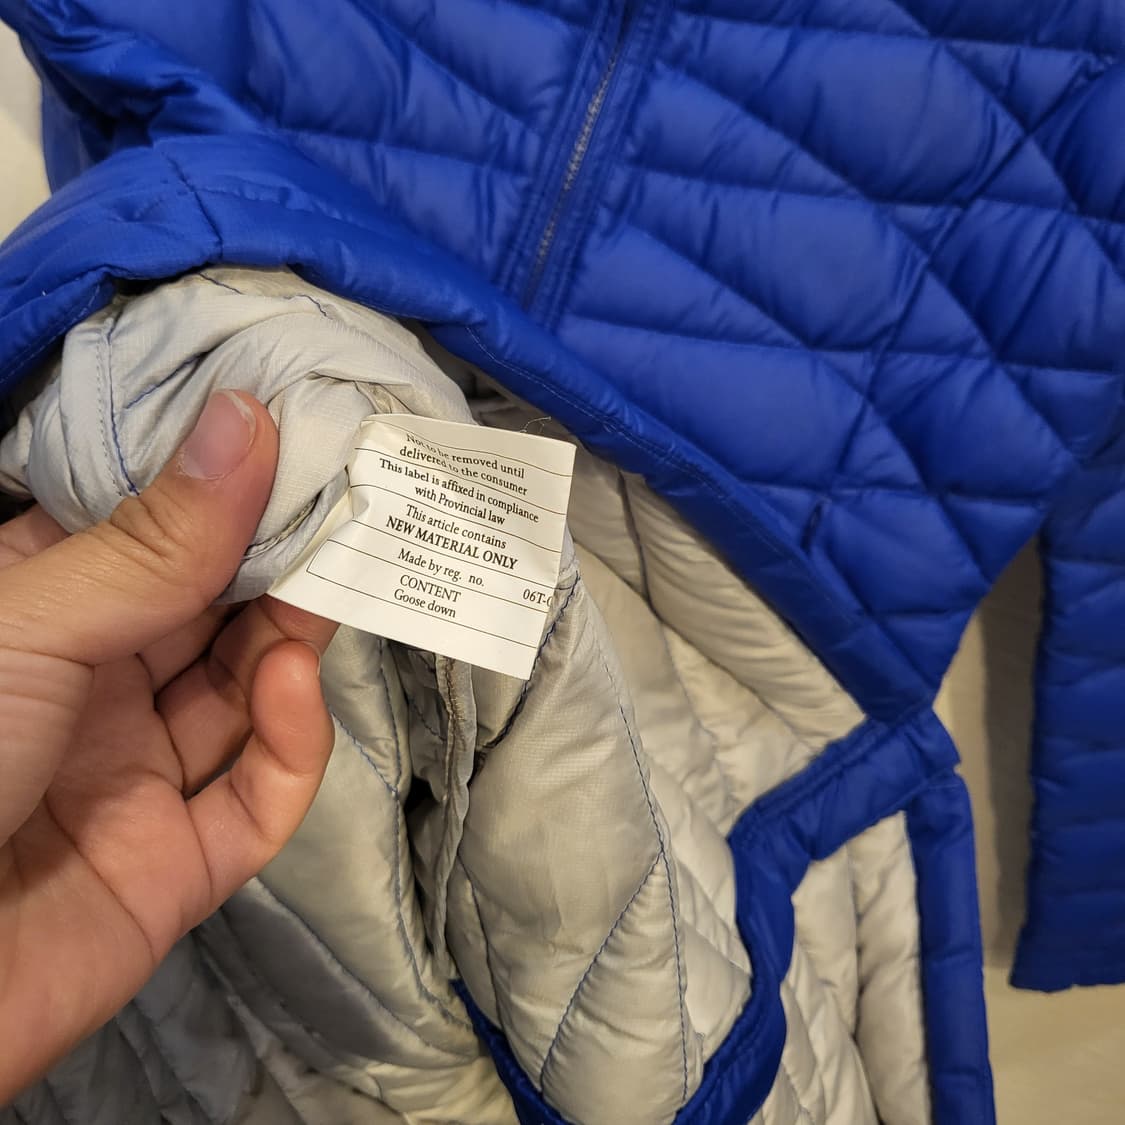 Not to be removed until
delivered to the consumer
This label is affixed in compliance
with Provincial law
This article contains
NEW MATERIAL ONLY
Made by reg. no. 06T-
CONTENT
Goose down